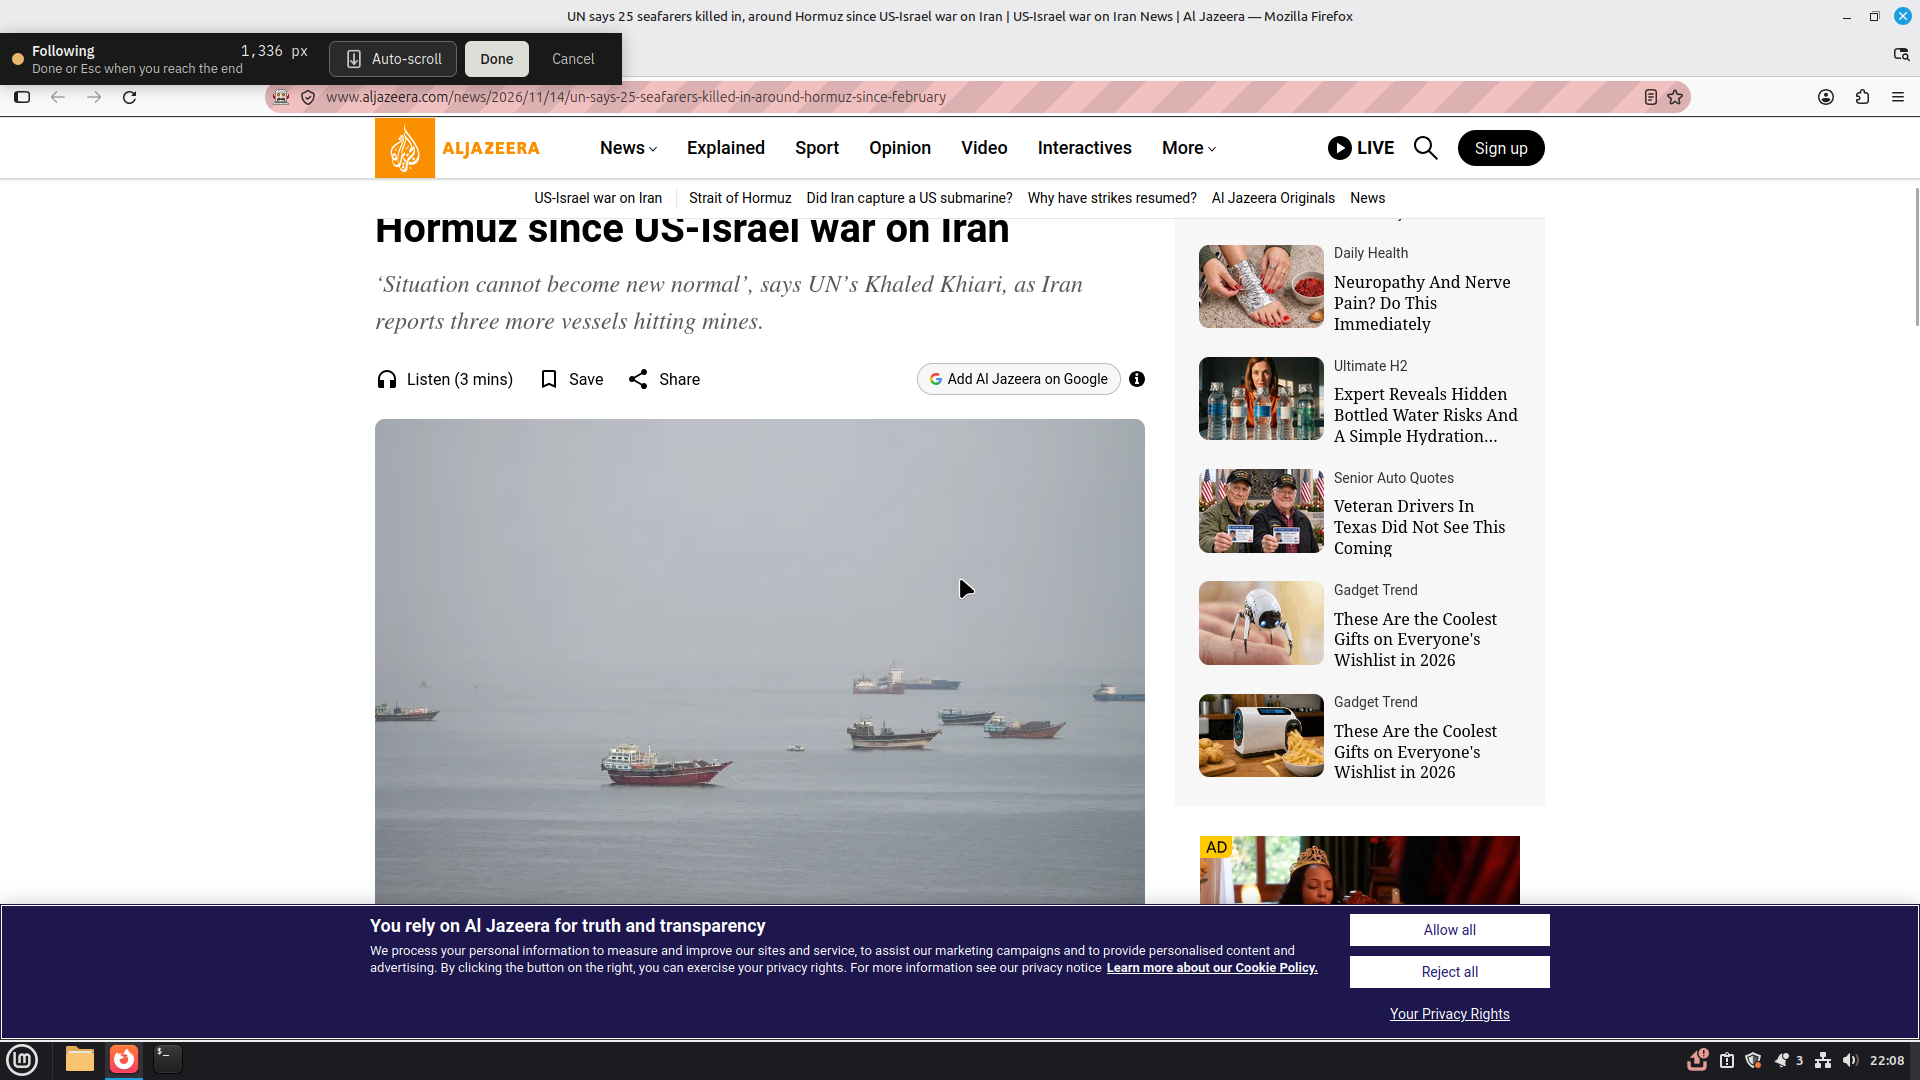 UN says 25 seafarers killed in, around Hormuz since US-Israel war on Iran | US-Israel war on Iran News | Al Jazeera — Mozilla Firefox
Following
1,336 px
Done or Esc when you reach the end
Auto-scroll
Done
Cancel
www.aljazeera.com/news/2026/11/14/un-says-25-seafarers-killed-in-around-hormuz-since-february
ALJAZEERA
News
Explained
Sport
Opinion
Video
Interactives
More
LIVE
Sign up
US-Israel war on Iran
Strait of Hormuz
Did Iran capture a US submarine?
Why have strikes resumed?
Al Jazeera Originals
News
Hormuz since US-Israel war on Iran
‘Situation cannot become new normal’, says UN’s Khaled Khiari, as Iran
reports three more vessels hitting mines.
Listen (3 mins)
Save
Share
Add Al Jazeera on Google
Daily Health
Neuropathy And Nerve
Pain? Do This
Immediately
Ultimate H2
Expert Reveals Hidden
Bottled Water Risks And
A Simple Hydration...
Senior Auto Quotes
Veteran Drivers In
Texas Did Not See This
Coming
Gadget Trend
These Are the Coolest
Gifts on Everyone's
Wishlist in 2026
Gadget Trend
These Are the Coolest
Gifts on Everyone's
Wishlist in 2026
AD
You rely on Al Jazeera for truth and transparency
We process your personal information to measure and improve our sites and service, to assist our marketing campaigns and to provide personalised content and
advertising. By clicking the button on the right, you can exercise your privacy rights. For more information see our privacy notice Learn more about our Cookie Policy.
Allow all
Reject all
Your Privacy Rights
3
22:08